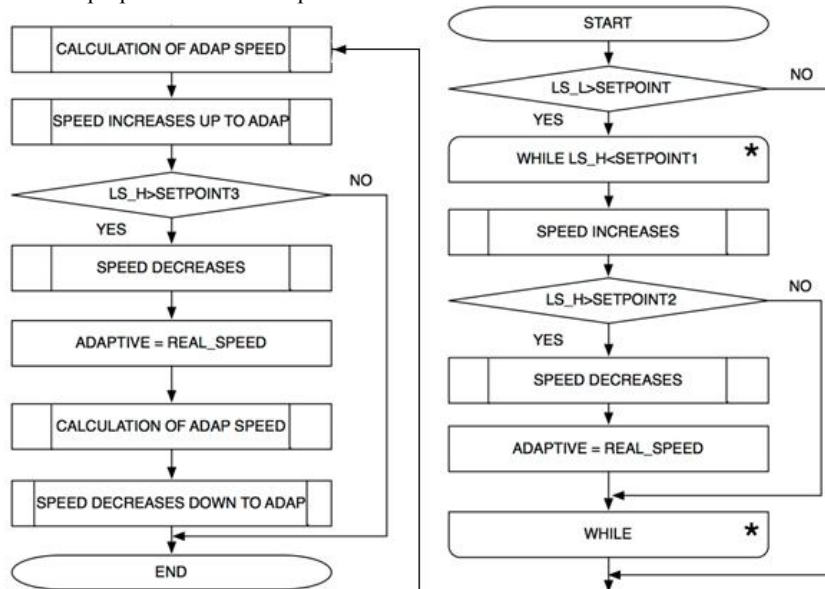 START
LS_L>SETPOINT
NO
YES
WHILE LS_H<SETPOINT1
*
SPEED INCREASES
LS_H>SETPOINT2
NO
YES
SPEED DECREASES
ADAPTIVE = REAL_SPEED
WHILE
*
CALCULATION OF ADAP SPEED
SPEED INCREASES UP TO ADAP
LS_H>SETPOINT3
NO
YES
SPEED DECREASES
ADAPTIVE = REAL_SPEED
CALCULATION OF ADAP SPEED
SPEED DECREASES DOWN TO ADAP
END